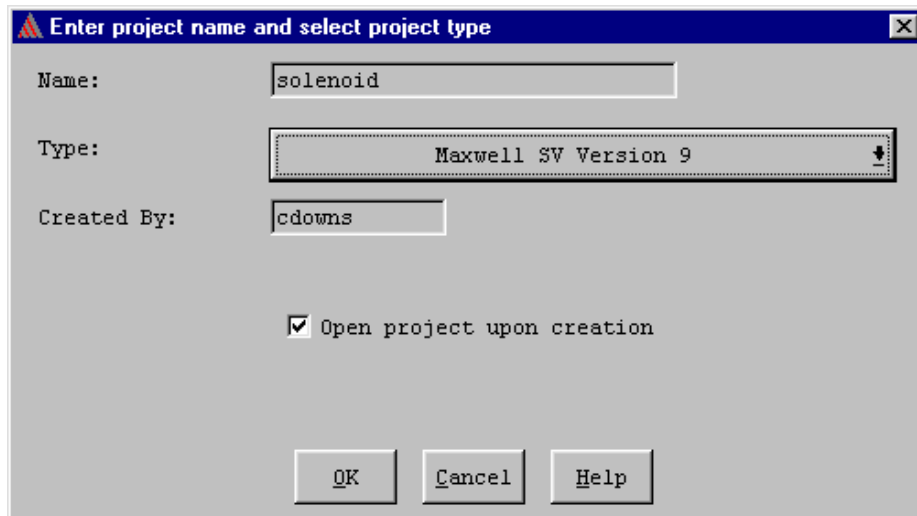 Enter project name and select project type
Name: solenoid
Type: Maxwell SV Version 9
Created By: cdowns
Open project upon creation
OK Cancel Help